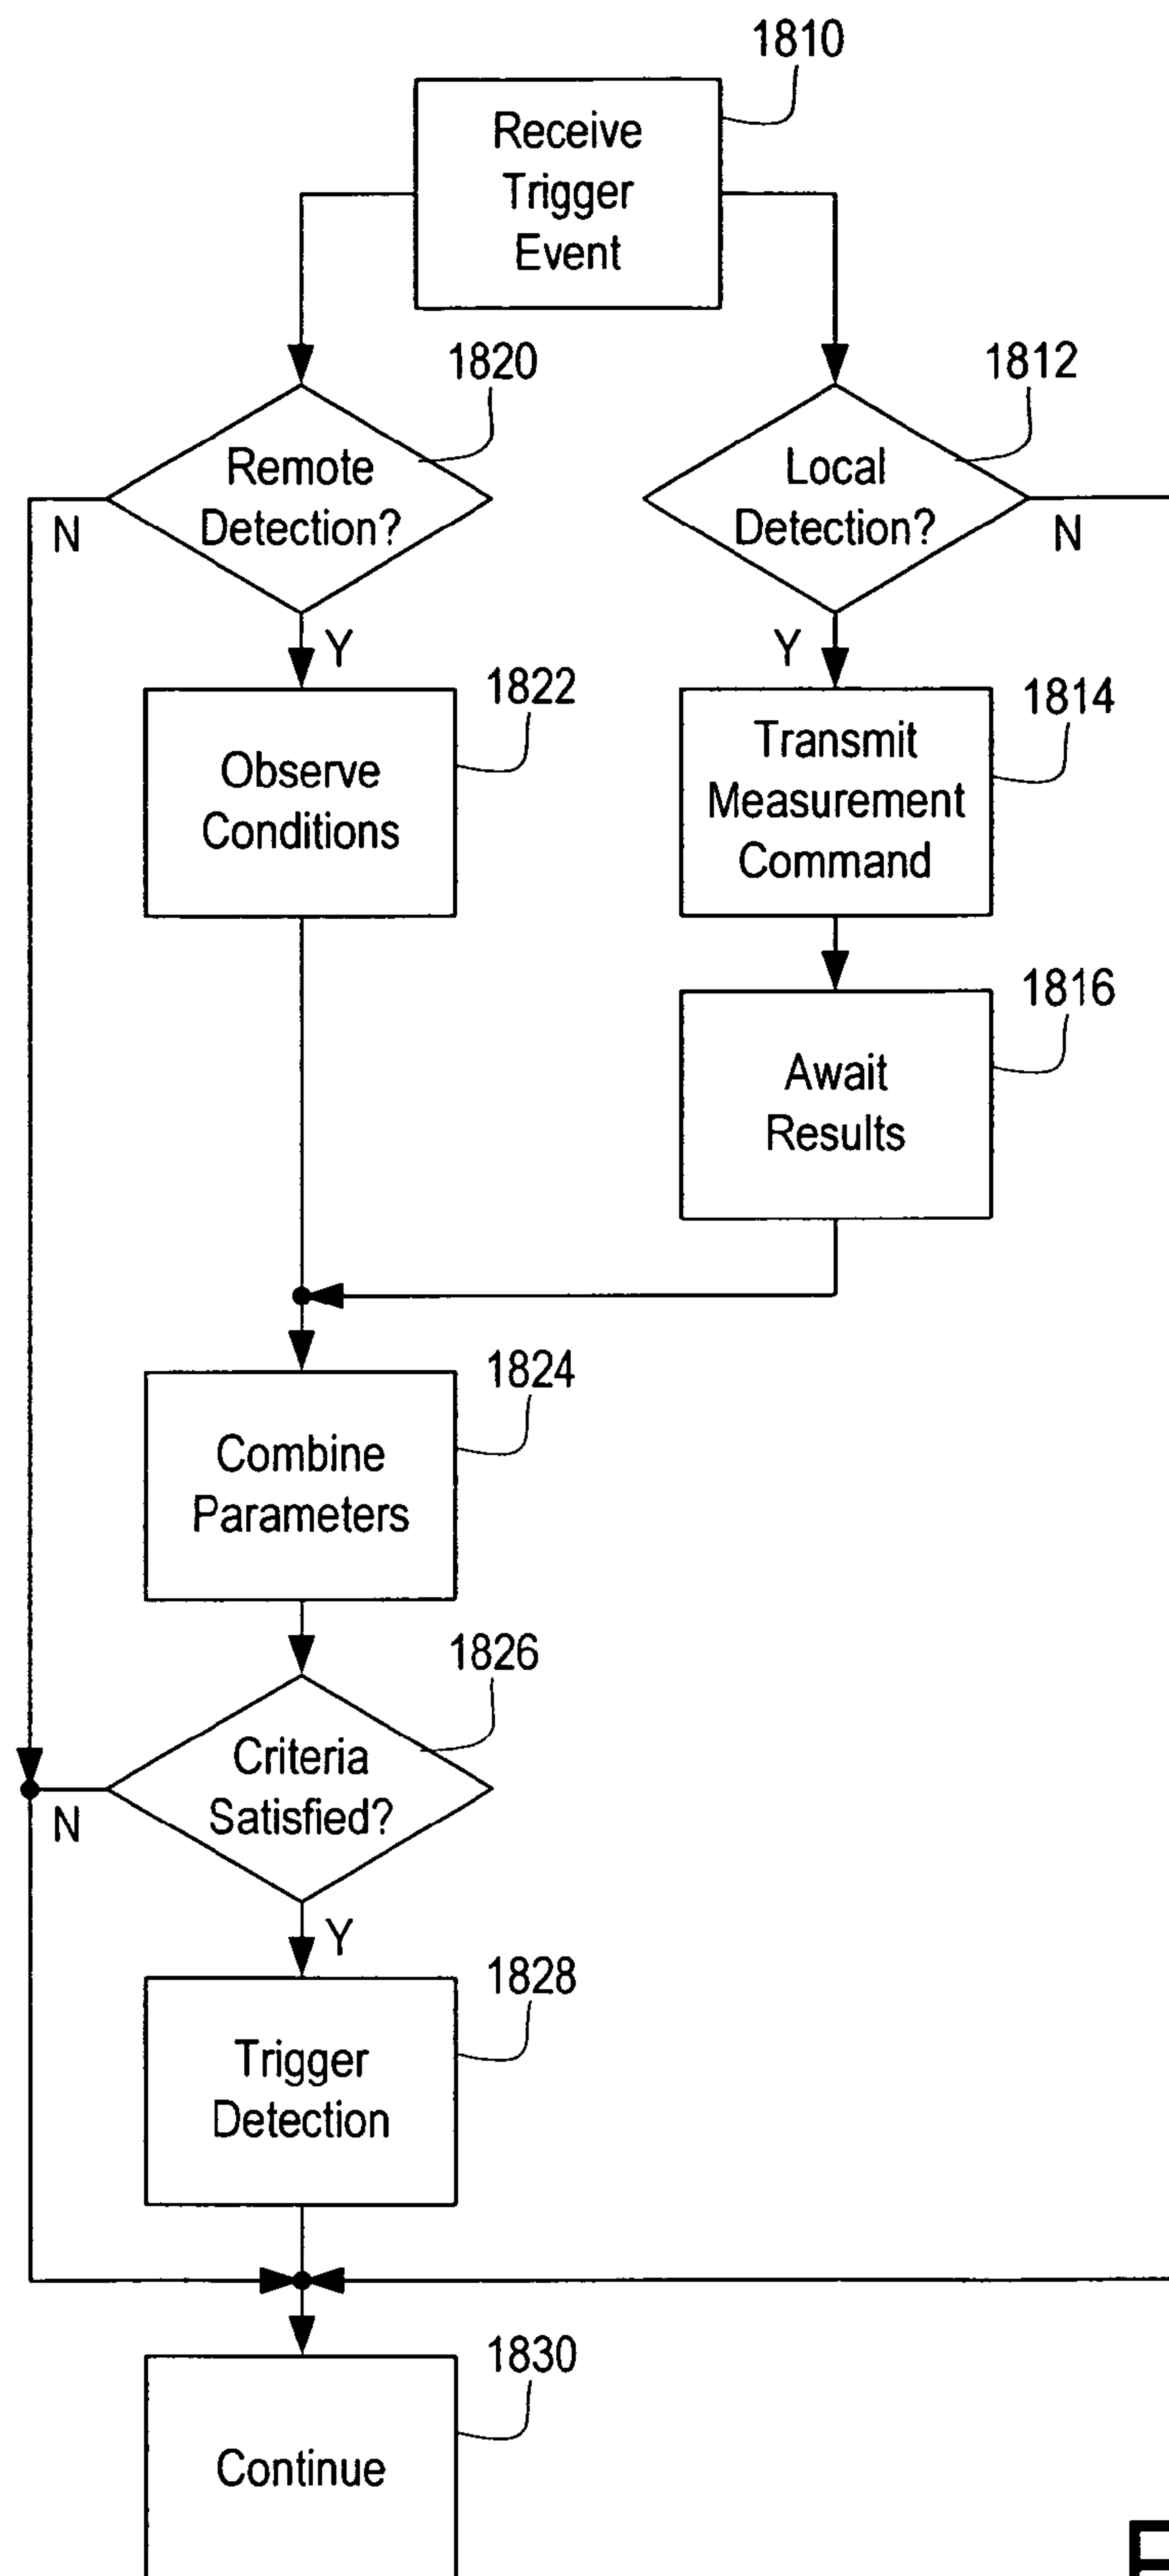 1810
Receive
Trigger
Event
1820
1812
Remote
Detection?
Local
Detection?
N
N
Y
Y
1822
1814
Observe
Conditions
Transmit
Measurement
Command
1816
Await
Results
1824
Combine
Parameters
1826
Criteria
Satisfied?
N
Y
1828
Trigger
Detection
1830
Continue